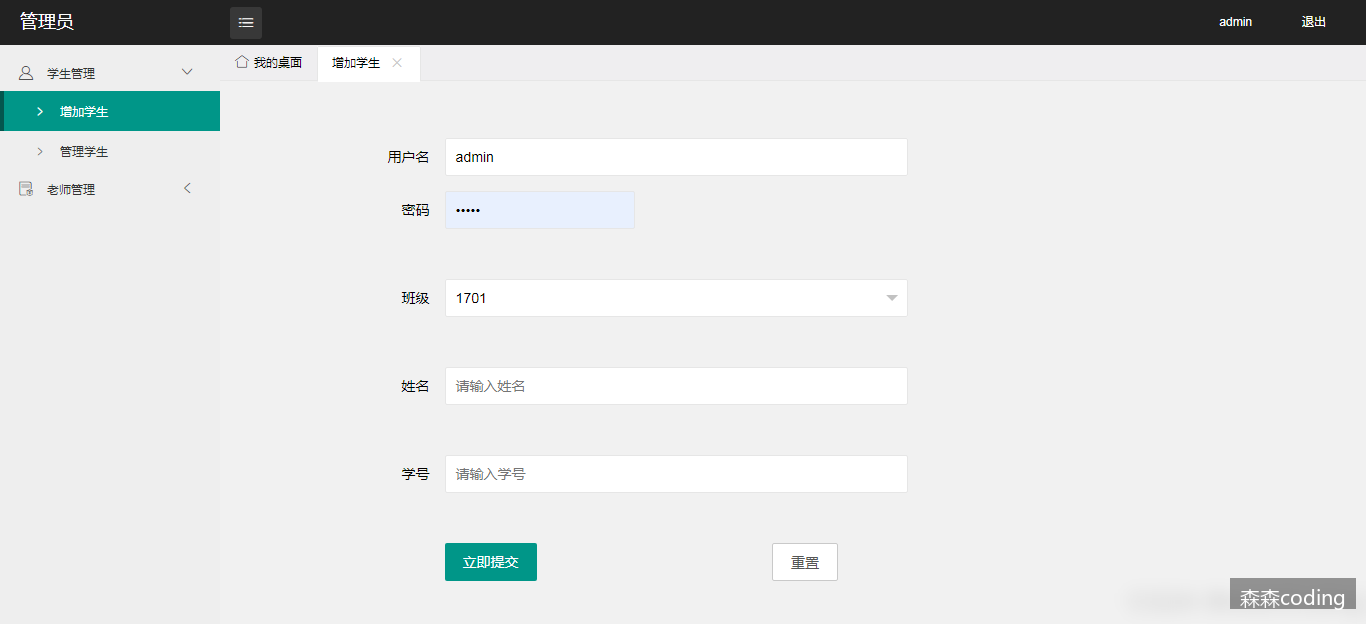 管理员
admin
退出
学生管理
增加学生
管理学生
老师管理
我的桌面
增加学生
用户名
admin
密码
•••••
班级
1701
姓名
请输入姓名
学号
请输入学号
立即提交
重置
森森coding